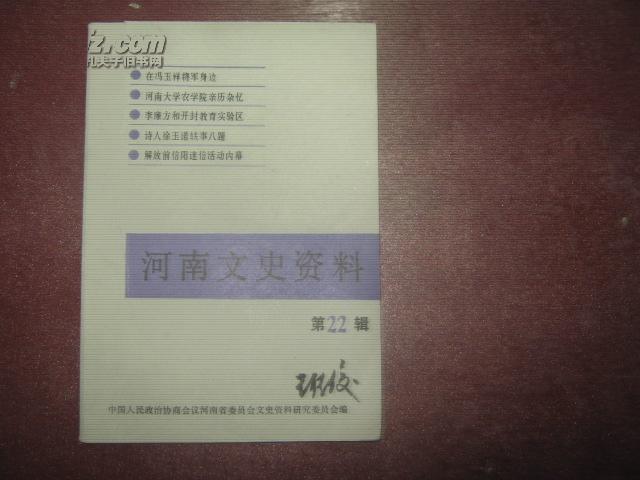 z.com
孔夫子旧书网
在冯玉祥将军身边
河南大学农学院亲历杂忆
李廉方和开封教育实验区
诗人徐玉诺轶事八题
解放前信阳迷信活动内幕
河南文史资料
第22辑
中国人民政治协商会议河南省委员会文史资料研究委员会编